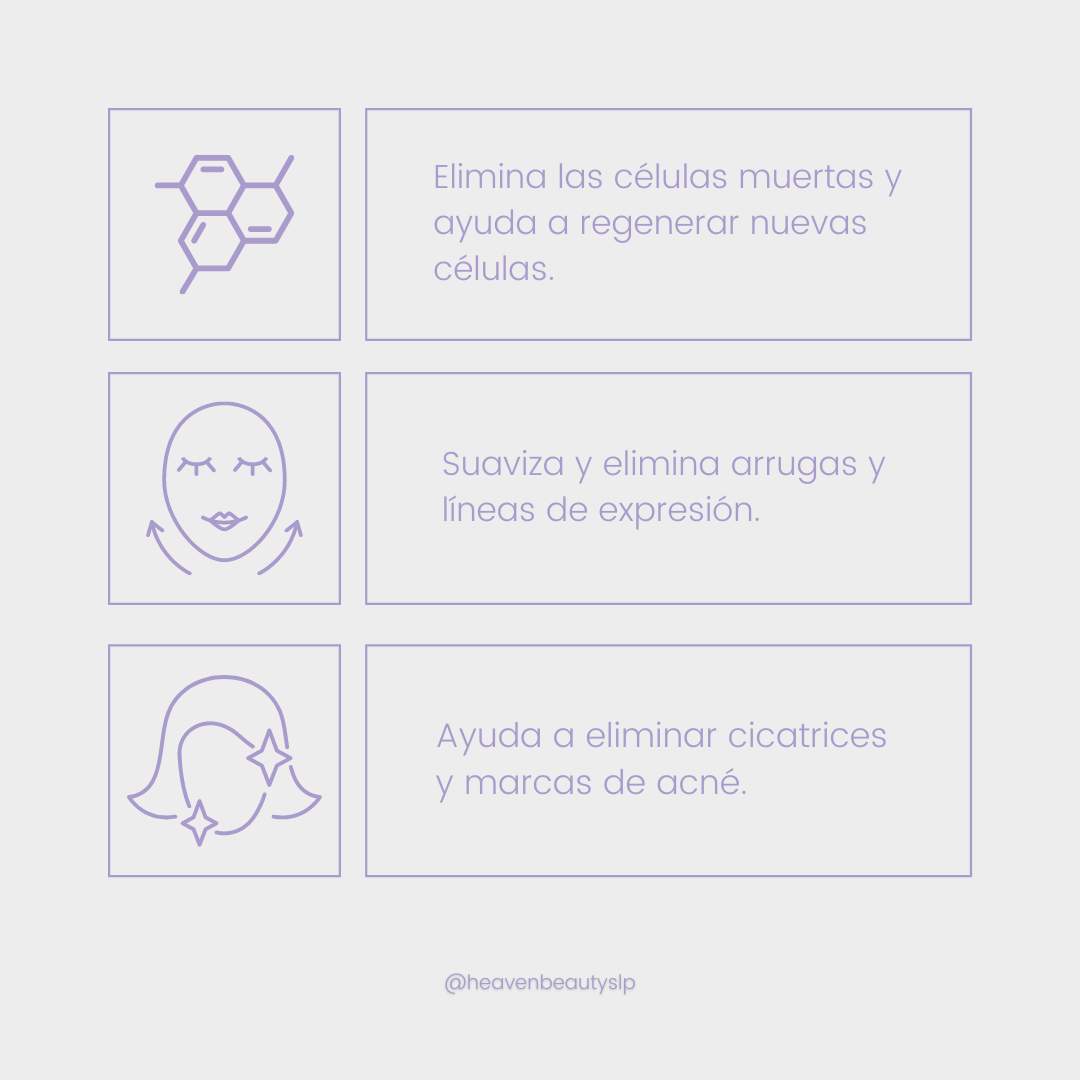 Elimina las células muertas y
ayuda a regenerar nuevas
células.
Suaviza y elimina arrugas y
líneas de expresión.
Ayuda a eliminar cicatrices
y marcas de acné.
@heavenbeautyslp